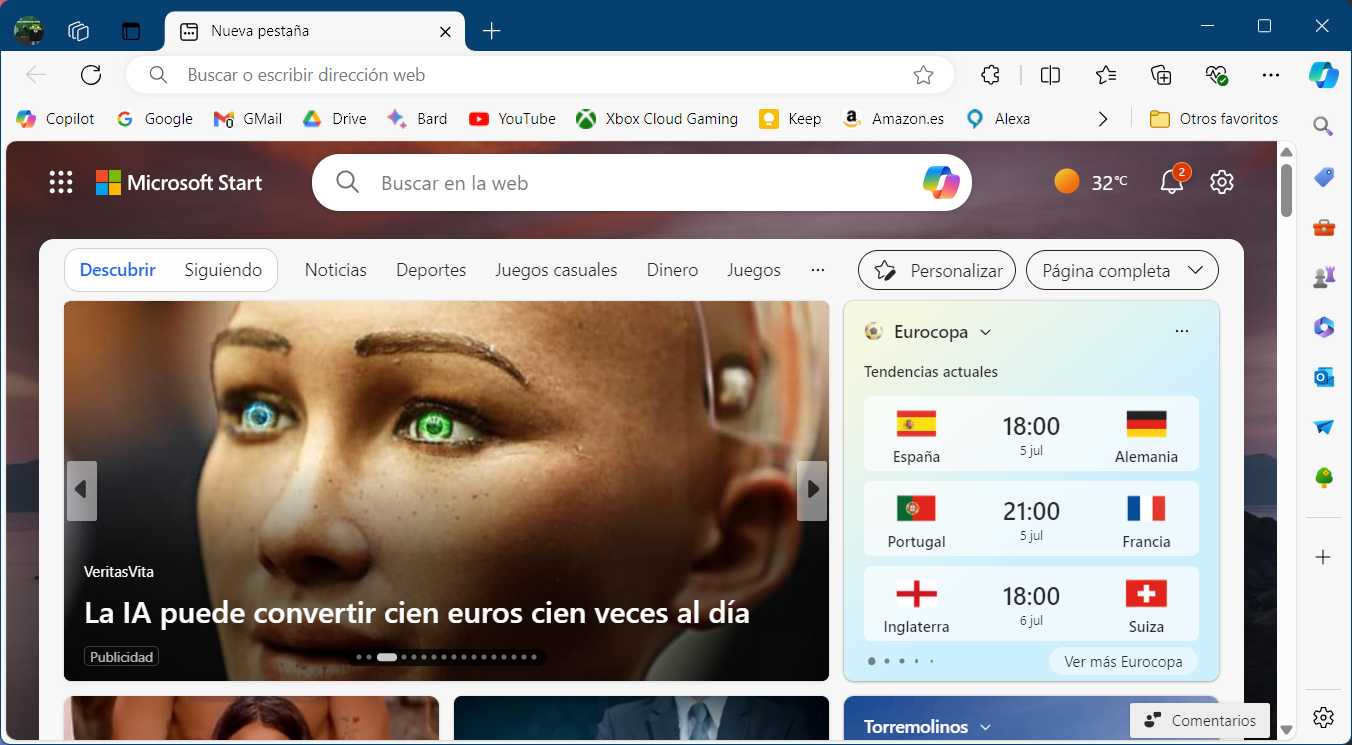 Nueva pestaña
Buscar o escribir dirección web
Copilot
Google
GMail
Drive
Bard
YouTube
Xbox Cloud Gaming
Keep
Amazon.es
Alexa
Otros favoritos
Microsoft Start
Buscar en la web
32°C
2
Descubrir
Siguiendo
Noticias
Deportes
Juegos casuales
Dinero
Juegos
Personalizar
Página completa
VeritasVita
La IA puede convertir cien euros cien veces al día
Publicidad
Eurocopa
Tendencias actuales
España
18:00
5 jul
Alemania
Portugal
21:00
5 jul
Francia
Inglaterra
18:00
6 jul
Suiza
Ver más Eurocopa
Torremolinos
Comentarios